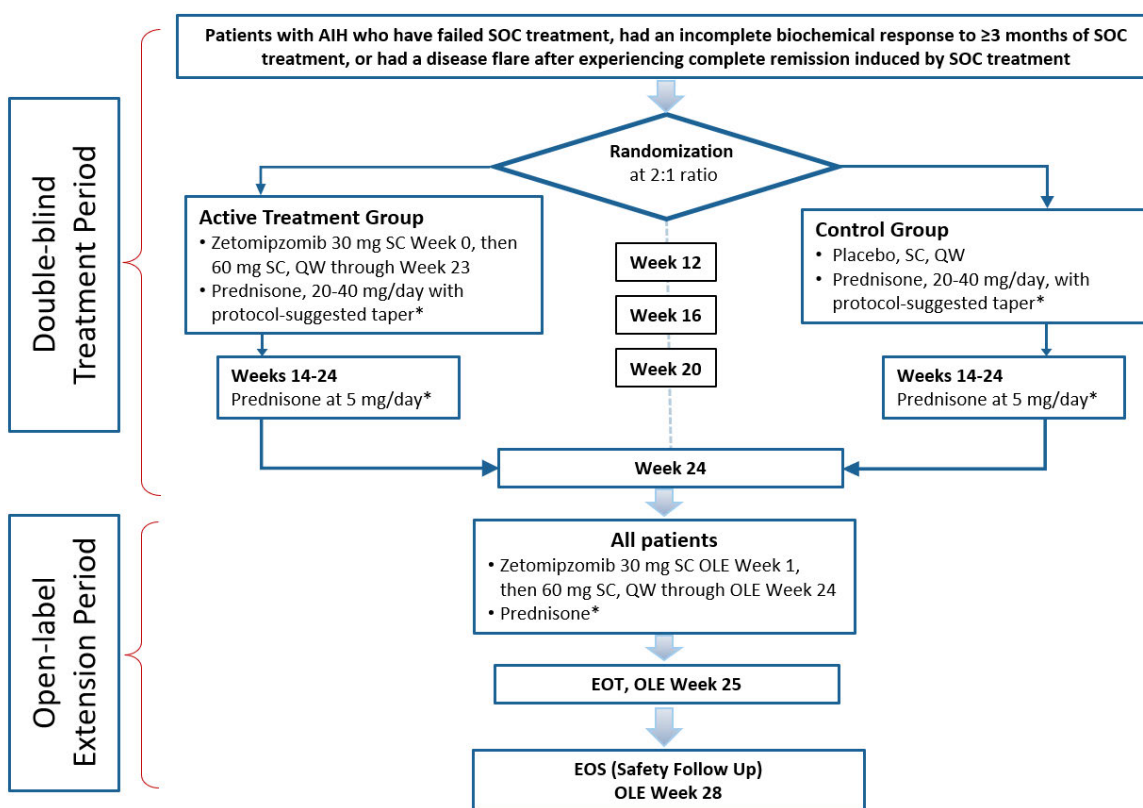 Patients with AIH who have failed SOC treatment, had an incomplete biochemical response to ≥3 months of SOC
treatment, or had a disease flare after experiencing complete remission induced by SOC treatment
Double-blind
Treatment Period
Randomization
at 2:1 ratio
Active Treatment Group
• Zetomipzomib 30 mg SC Week 0, then
60 mg SC, QW through Week 23
• Prednisone, 20-40 mg/day with
protocol-suggested taper*
Week 12
Week 16
Week 20
Control Group
• Placebo, SC, QW
• Prednisone, 20-40 mg/day, with
protocol-suggested taper*
Weeks 14-24
Prednisone at 5 mg/day*
Weeks 14-24
Prednisone at 5 mg/day*
Week 24
Open-label
Extension Period
All patients
• Zetomipzomib 30 mg SC OLE Week 1,
then 60 mg SC, QW through OLE Week 24
• Prednisone*
EOT, OLE Week 25
EOS (Safety Follow Up)
OLE Week 28